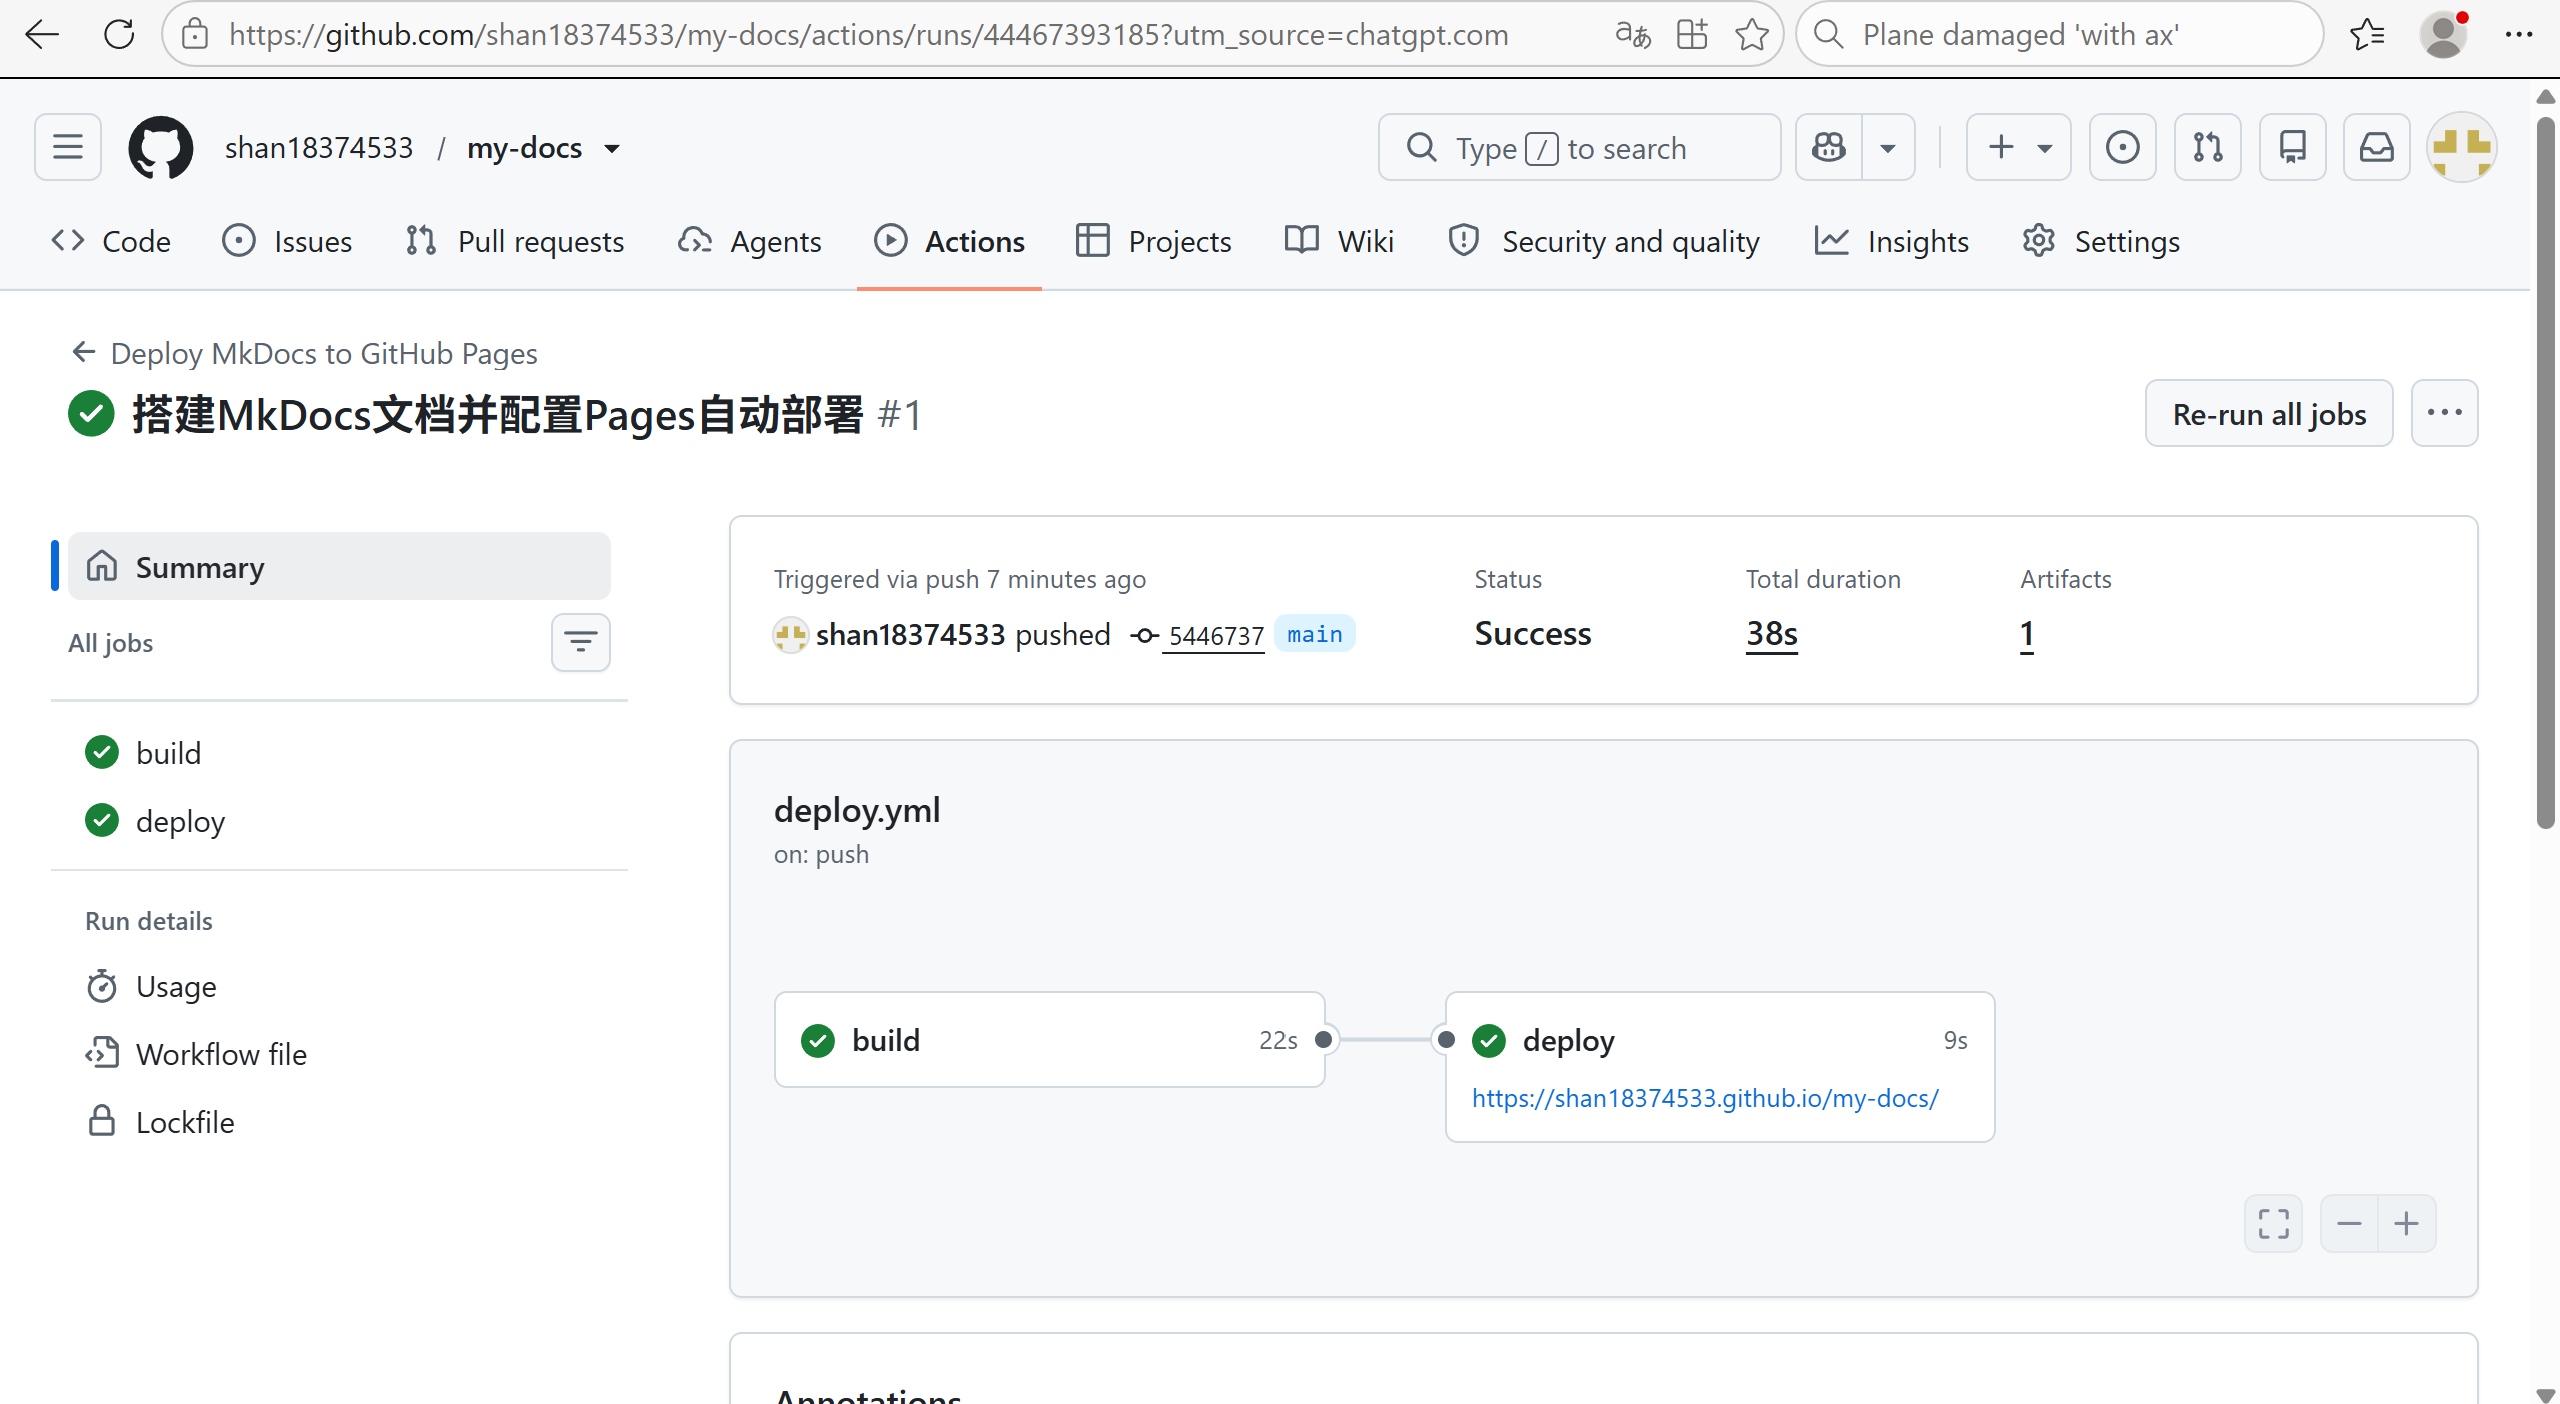 https://github.com/shan18374533/my-docs/actions/runs/44467393185?utm_source=chatgpt.com
Plane damaged 'with ax'
shan18374533 / my-docs
Type / to search
Code
Issues
Pull requests
Agents
Actions
Projects
Wiki
Security and quality
Insights
Settings
Deploy MkDocs to GitHub Pages
搭建MkDocs文档并配置Pages自动部署 #1
Re-run all jobs
Summary
All jobs
build
deploy
Run details
Usage
Workflow file
Lockfile
Triggered via push 7 minutes ago
shan18374533 pushed 5446737 main
Status
Success
Total duration
38s
Artifacts
1
deploy.yml
on: push
build 22s
deploy 9s
https://shan18374533.github.io/my-docs/
Annotations